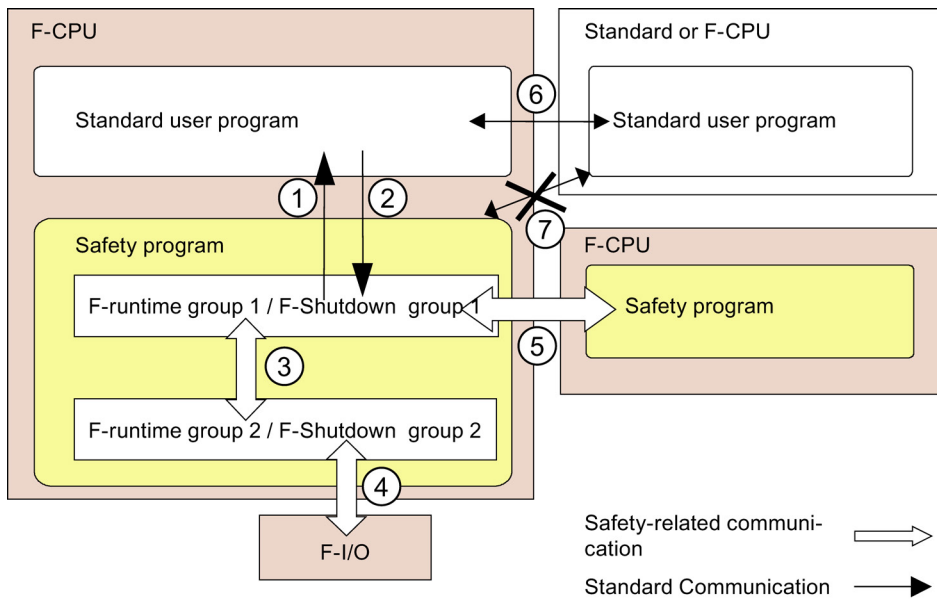 F-CPU
Standard or F-CPU
6
Standard user program
Standard user program
1
2
7
Safety program
F-CPU
F-runtime group 1 / F-Shutdown group 1
Safety program
5
3
F-runtime group 2 / F-Shutdown group 2
4
F-I/O
Safety-related communi-
cation
Standard Communication